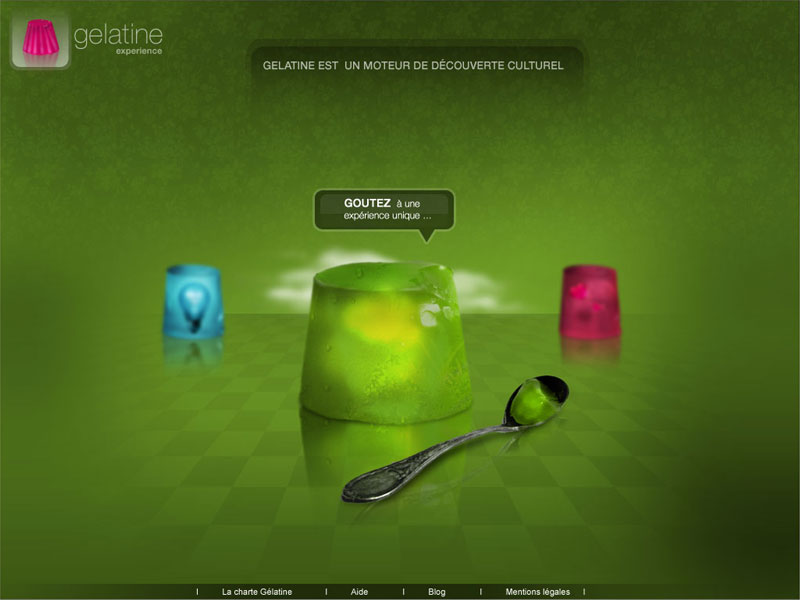 gelatine
experience
GELATINE EST UN MOTEUR DE DÉCOUVERTE CULTUREL
GOUTEZ à une
expérience unique ...
La charte Gélatine
Aide
Blog
Mentions légales